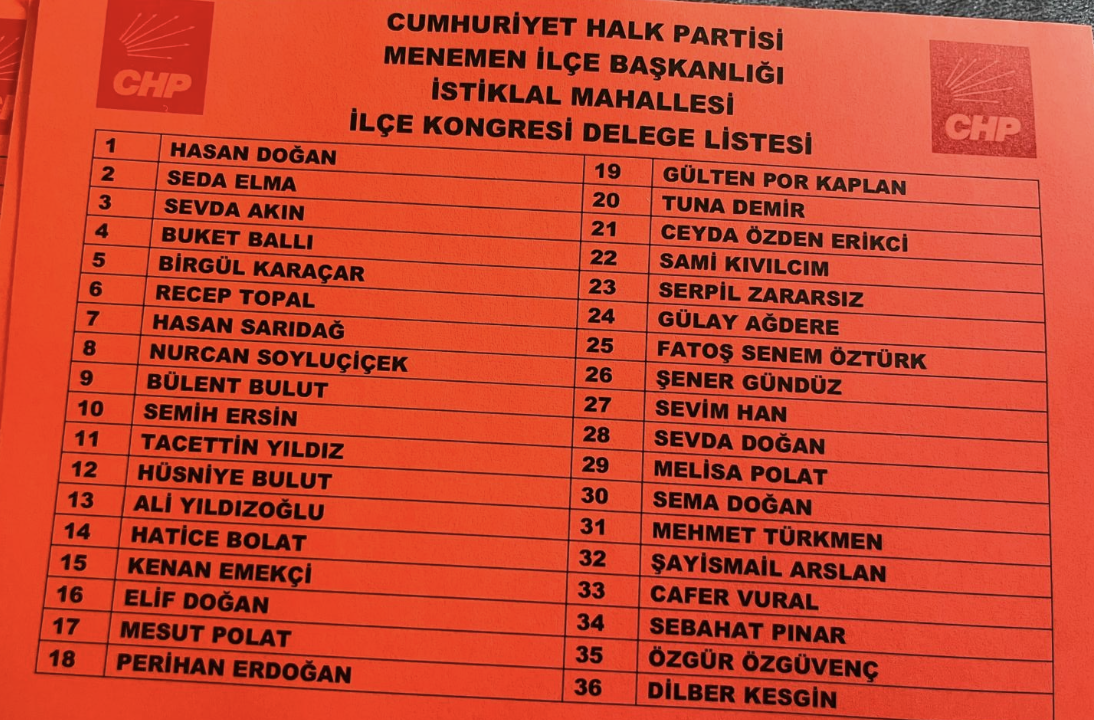 CHP
CUMHURİYET HALK PARTİSİ
MENEMEN İLÇE BAŞKANLIĞI
İSTİKLAL MAHALLESİ
İLÇE KONGRESİ DELEGE LİSTESİ
CHP
1 HASAN DOĞAN
2 SEDA ELMA
3 SEVDA AKIN
4 BUKET BALLI
5 BİRGÜL KARAÇAR
6 RECEP TOPAL
7 HASAN SARIDAĞ
8 NURCAN SOYLUÇİÇEK
9 BÜLENT BULUT
10 SEMİH ERSİN
11 TACETTİN YILDIZ
12 HÜSNİYE BULUT
13 ALİ YILDIZOĞLU
14 HATİCE BOLAT
15 KENAN EMEKÇİ
16 ELİF DOĞAN
17 MESUT POLAT
18 PERİHAN ERDOĞAN
19 GÜLTEN POR KAPLAN
20 TUNA DEMİR
21 CEYDA ÖZDEN ERİKCİ
22 SAMİ KIVILCIM
23 SERPİL ZARARSIZ
24 GÜLAY AĞDERE
25 FATOŞ SENEM ÖZTÜRK
26 ŞENER GÜNDÜZ
27 SEVİM HAN
28 SEVDA DOĞAN
29 MELİSA POLAT
30 SEMA DOĞAN
31 MEHMET TÜRKMEN
32 ŞAYİSMAİL ARSLAN
33 CAFER VURAL
34 SEBAHAT PINAR
35 ÖZGÜR ÖZGÜVENÇ
36 DİLBER KESGİN